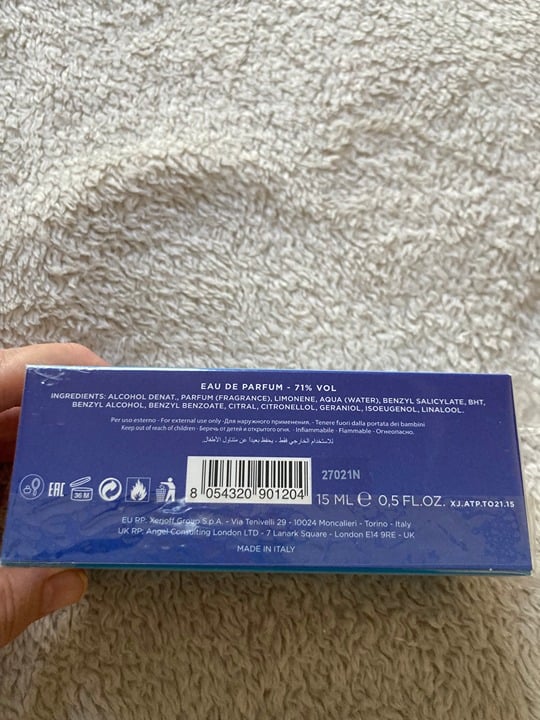 EAU DE PARFUM - 71% VOL
INGREDIENTS: ALCOHOL DENAT., PARFUM (FRAGRANCE), LIMONENE, AQUA (WATER), BENZYL SALICYLATE, BHT,
BENZYL ALCOHOL, BENZYL BENZOATE, CITRAL, CITRONELLOL, GERANIOL, ISOEUGENOL, LINALOOL.
Per uso esterno · For external use only · Для наружного применения. · Tenere fuori dalla portata dei bambini
Keep out of reach of children · Беречь от детей и открытого огня. · Infiammabile · Flammable · Огнеопасно.
للاستخدام الخارجي فقط . يحفظ بعيداً عن متناول الأطفال
27021N
EAC 36 M
8 054320 901204
15 ML ℮ 0,5 FL.OZ. XJ.ATP.TO21.15
EU RP: Xerjoff Group S.p.A. - Via Tenivelli 29 - 10024 Moncalieri - Torino - Italy
UK RP: Angel Consulting London LTD - 7 Lanark Square - London E14 9RE - UK
MADE IN ITALY